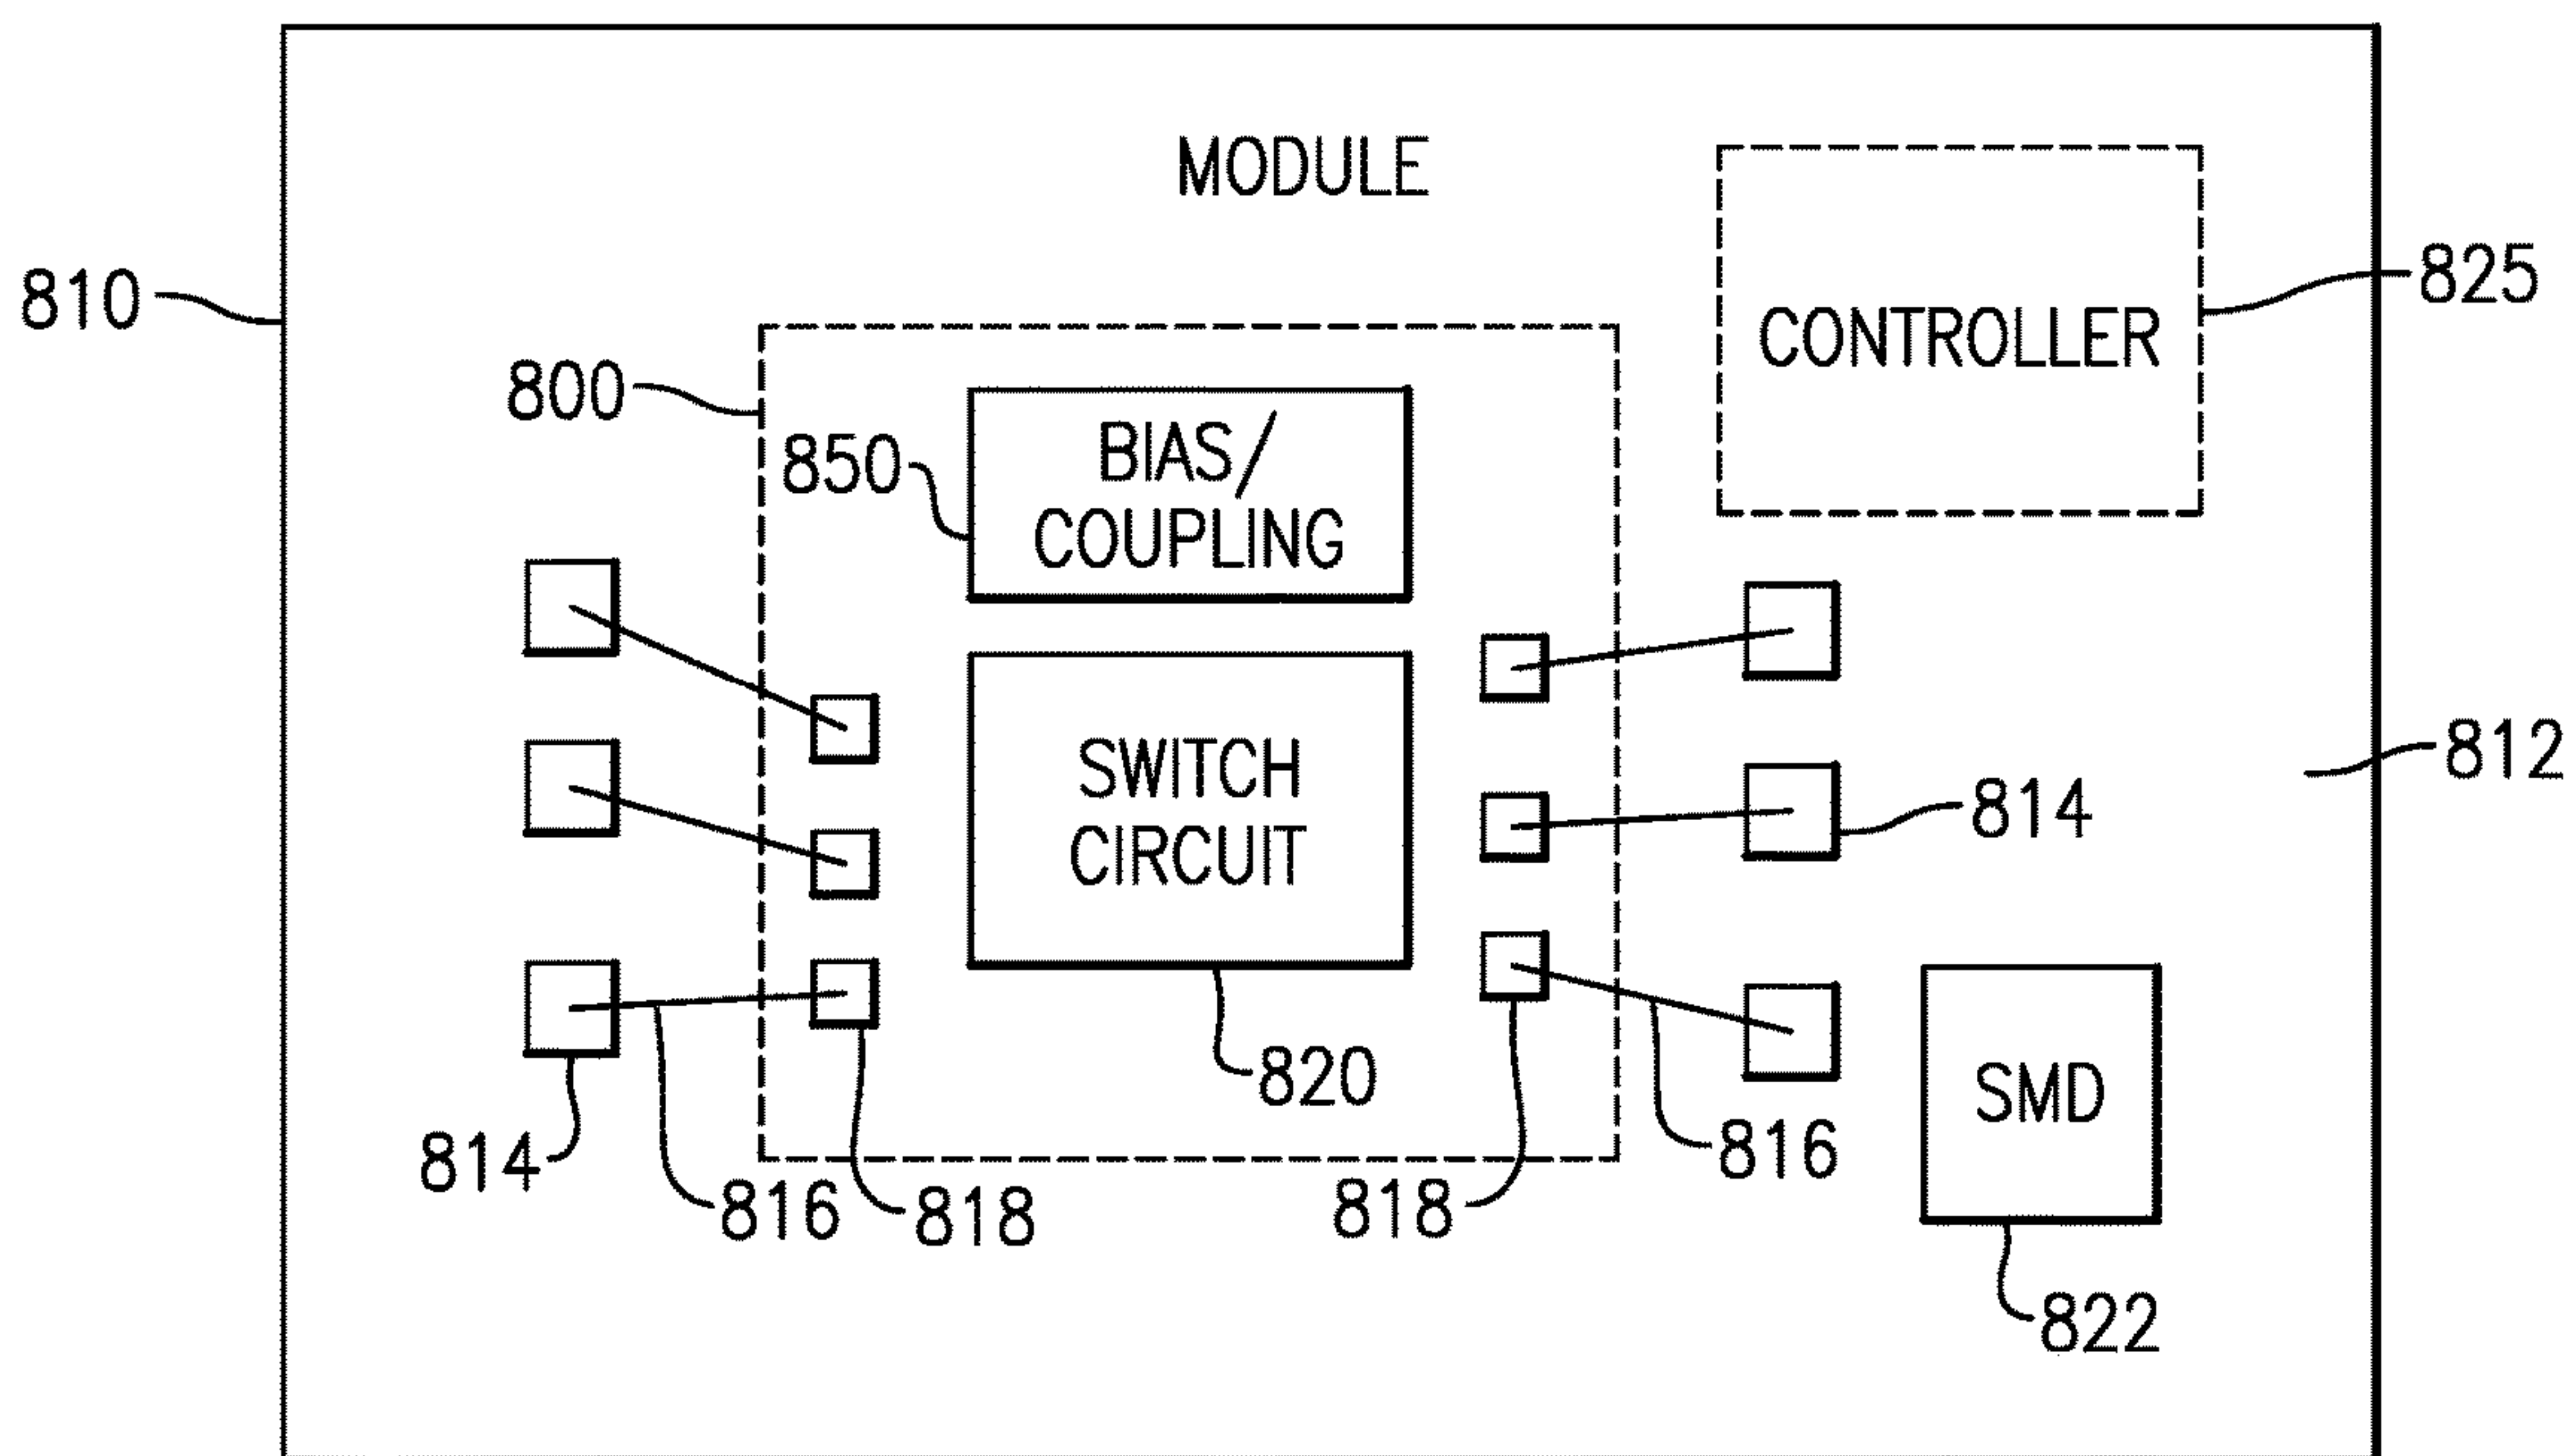 MODULE
810
825
CONTROLLER
800
850
BIAS/
COUPLING
812
814
SWITCH
CIRCUIT
820
SMD
814
816
818
818
816
822